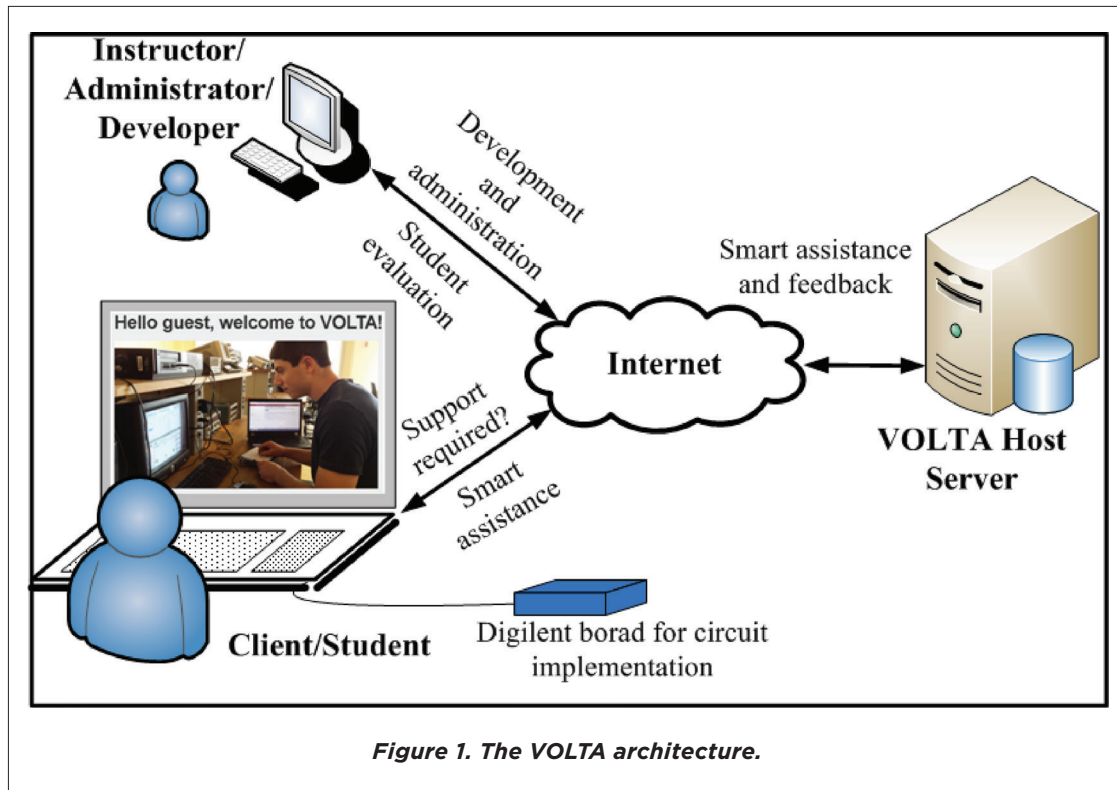 Instructor/
Administrator/
Developer
Development
and
administration
Student
evaluation
Smart assistance
and feedback
Hello guest, welcome to VOLTA!
Internet
Support
required?
Smart
assistance
VOLTA Host
Server
Client/Student
Digilent borad for circuit
implementation
Figure 1. The VOLTA architecture.